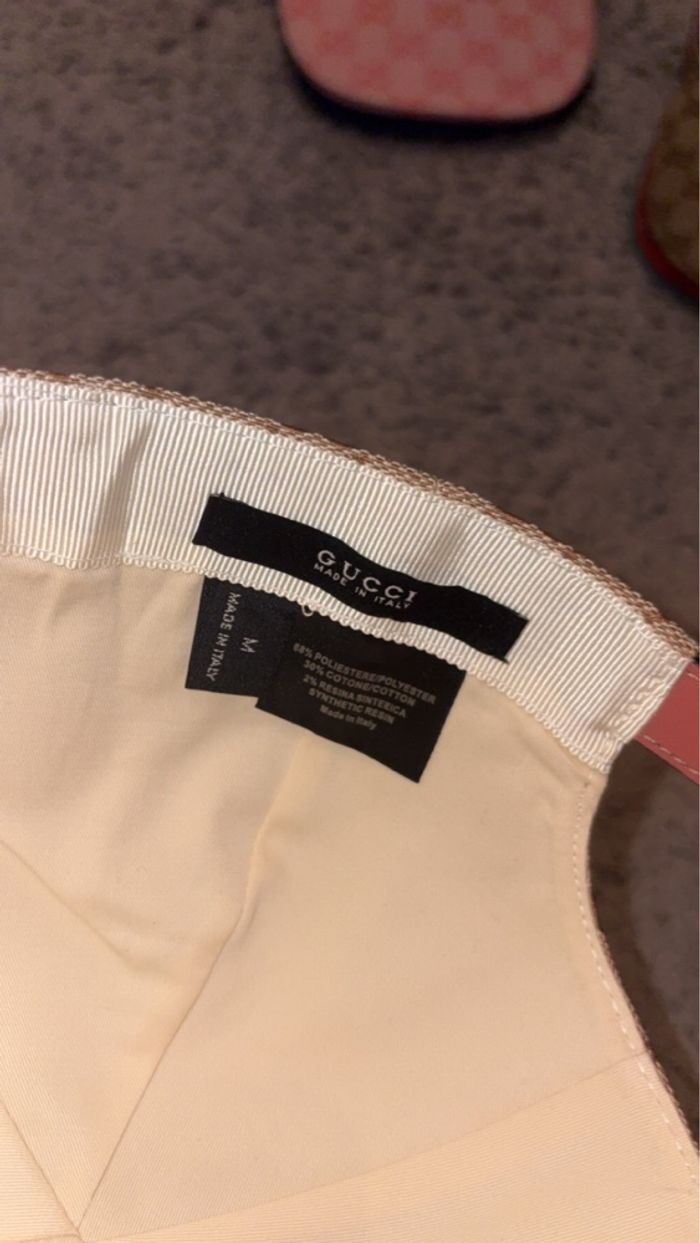 GUCCI
MADE IN ITALY
M
MADE IN ITALY
68% POLIESTERE/POLYESTER
30% COTONE/COTTON
2% RESINA SINTEEICA
SYNTHETIC RESIN
Made in Italy